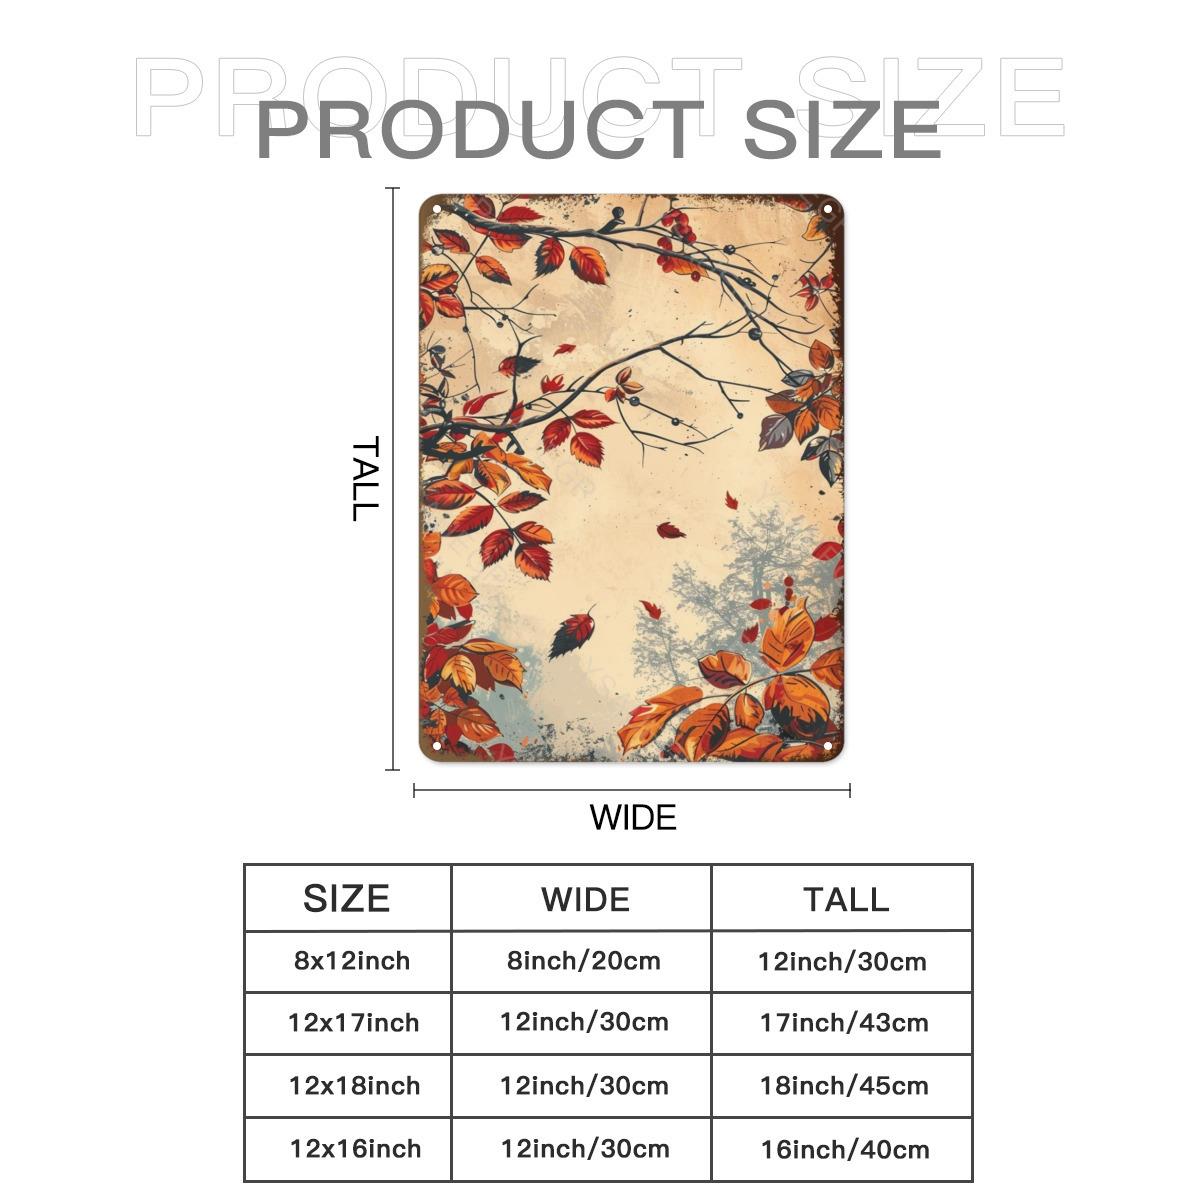 PRODUCT SIZE
PRODUCT SIZE
TALL
WIDE
SIZE WIDE TALL
8x12inch 8inch/20cm 12inch/30cm
12x17inch 12inch/30cm 17inch/43cm
12x18inch 12inch/30cm 18inch/45cm
12x16inch 12inch/30cm 16inch/40cm